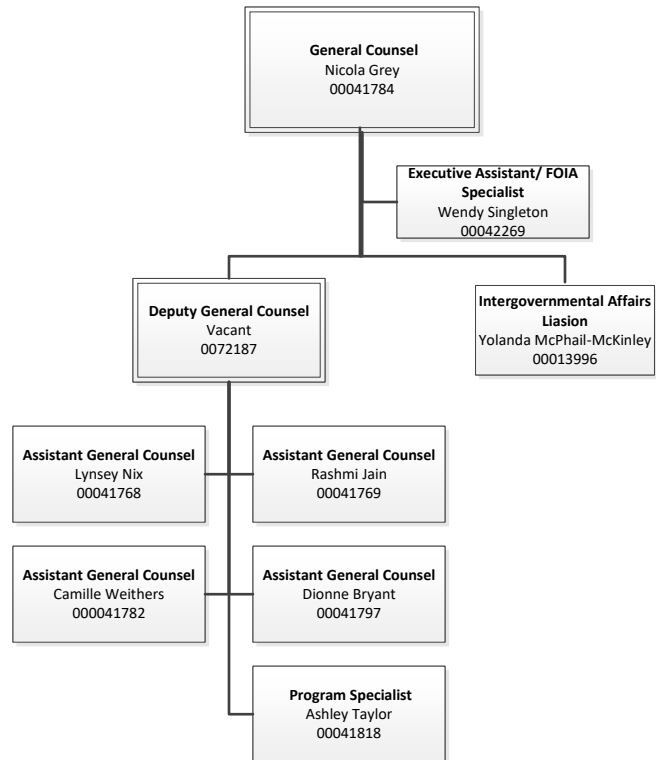 General Counsel
Nicola Grey
00041784
Executive Assistant/ FOIA
Specialist
Wendy Singleton
00042269
Deputy General Counsel
Vacant
0072187
Intergovernmental Affairs
Liasion
Yolanda McPhail-McKinley
00013996
Assistant General Counsel
Lynsey Nix
00041768
Assistant General Counsel
Rashmi Jain
00041769
Assistant General Counsel
Camille Weithers
000041782
Assistant General Counsel
Dionne Bryant
00041797
Program Specialist
Ashley Taylor
00041818